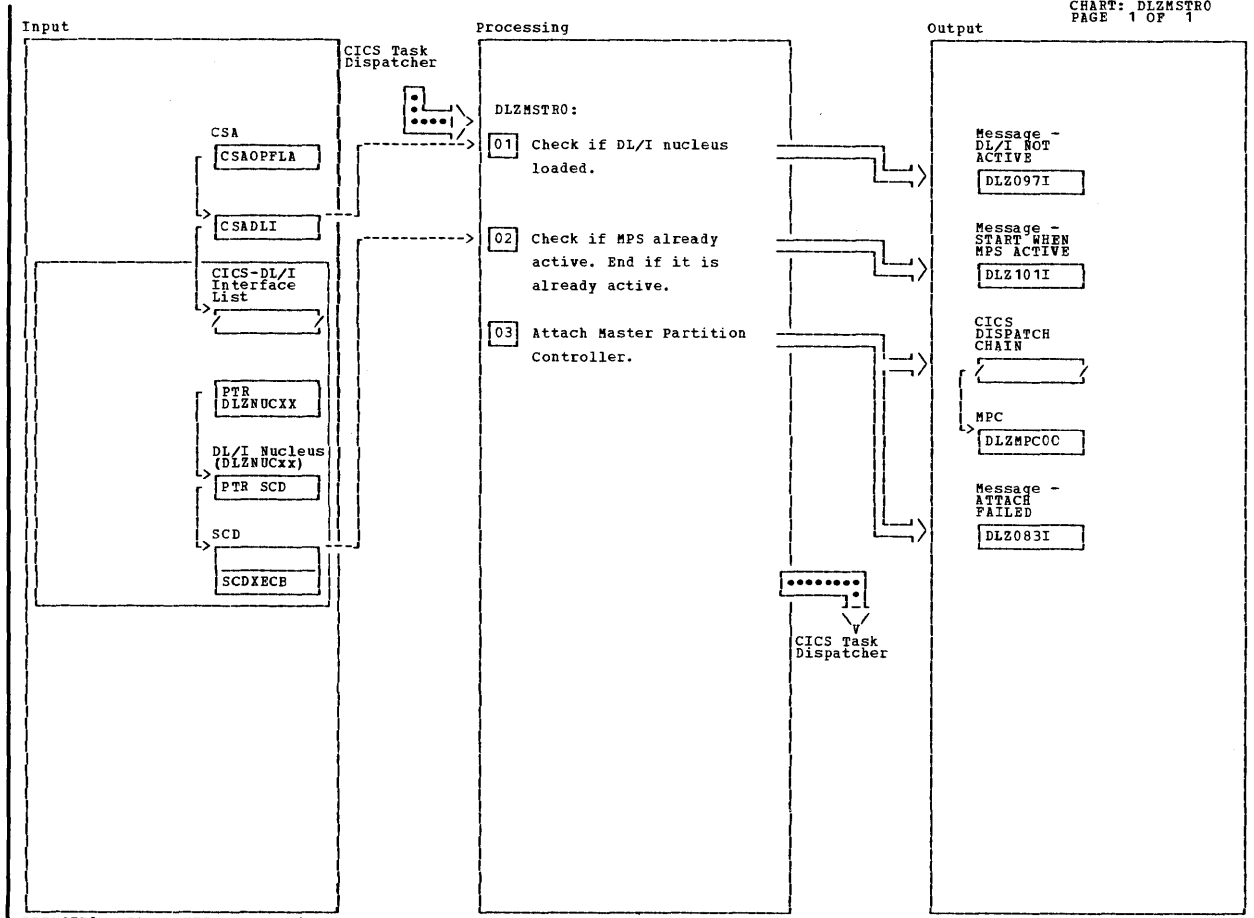 CHART: DLZMSTR0
PAGE 1 OF 1
Input
Processing
Output
CICS Task
Dispatcher
DLZMSTR0:
CSA
CSAOPFLA
CSADLI
CICS-DL/I
Interface
List
PTR
DLZNUCXX
DL/I Nucleus
(DLZNUCxx)
PTR SCD
SCD
SCDXECB
01 Check if DL/I nucleus
loaded.
02 Check if MPS already
active. End if it is
already active.
03 Attach Master Partition
Controller.
CICS Task
Dispatcher
Message -
DL/I NOT
ACTIVE
DLZ097I
Message -
START WHEN
MPS ACTIVE
DLZ101I
CICS
DISPATCH
CHAIN
MPC
DLZMPC00
Message -
ATTACH
FAILED
DLZ083I